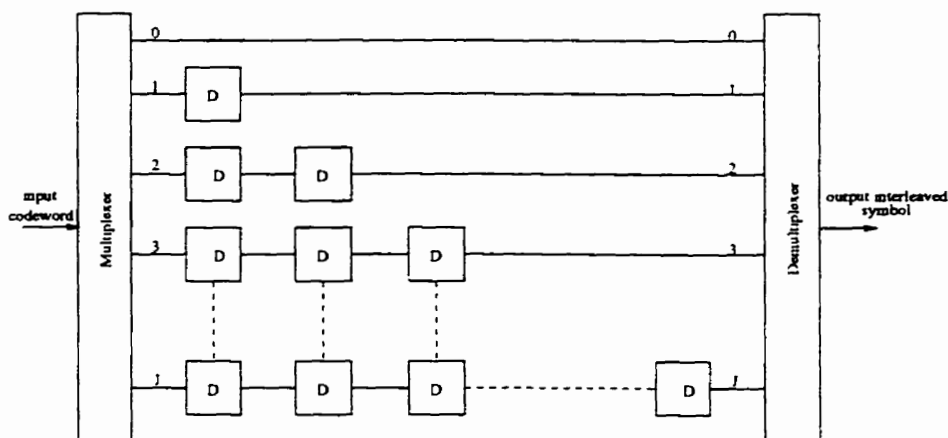 0 0
1 D 1
2 D D 2
input codeword
Multiplexer
Demultiplexer
output interleaved symbol
3 D D D 3
J D D D D J